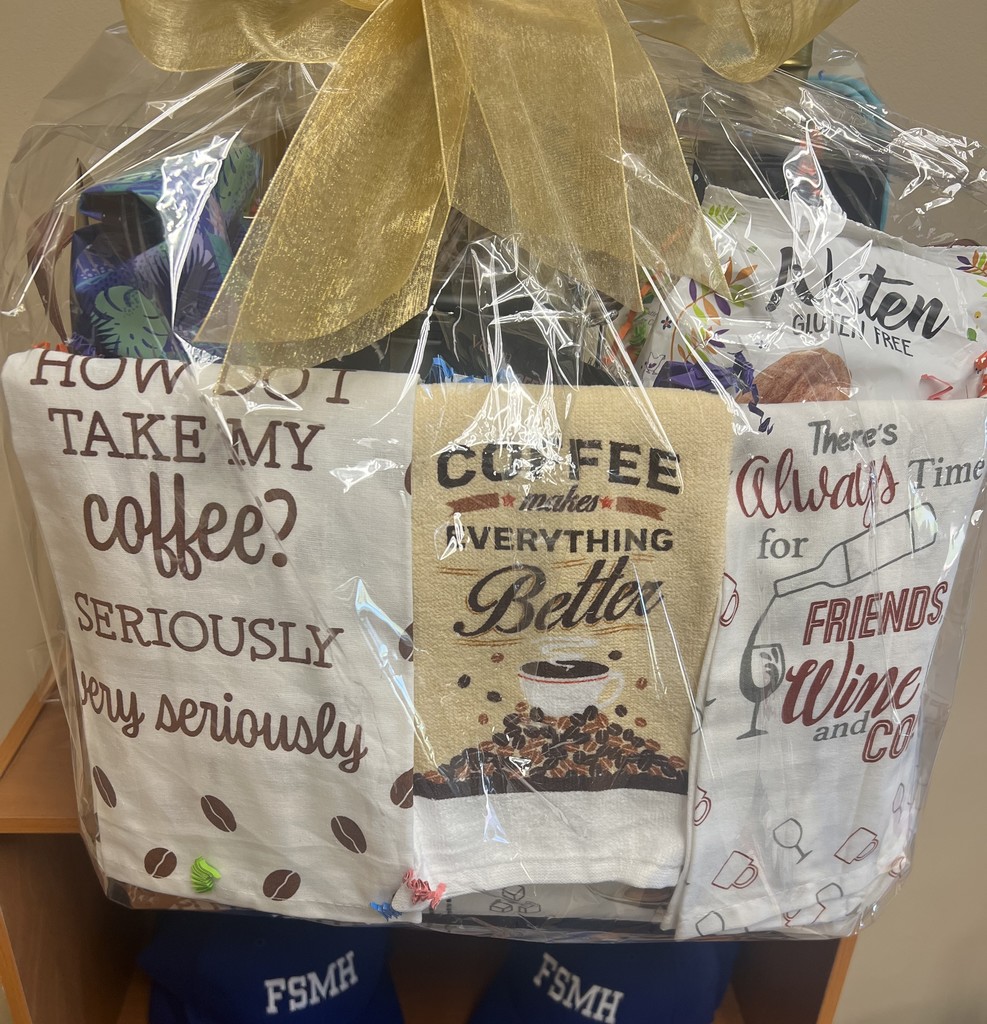 Nuten
GLUTEN FREE
HOW DO I
TAKE MY
coffee?
SERIOUSLY
very seriously
COFFEE
makes
EVERYTHING
Better
There's
Always Time
for
FRIENDS,
Wine
and
FSMH
FSMH